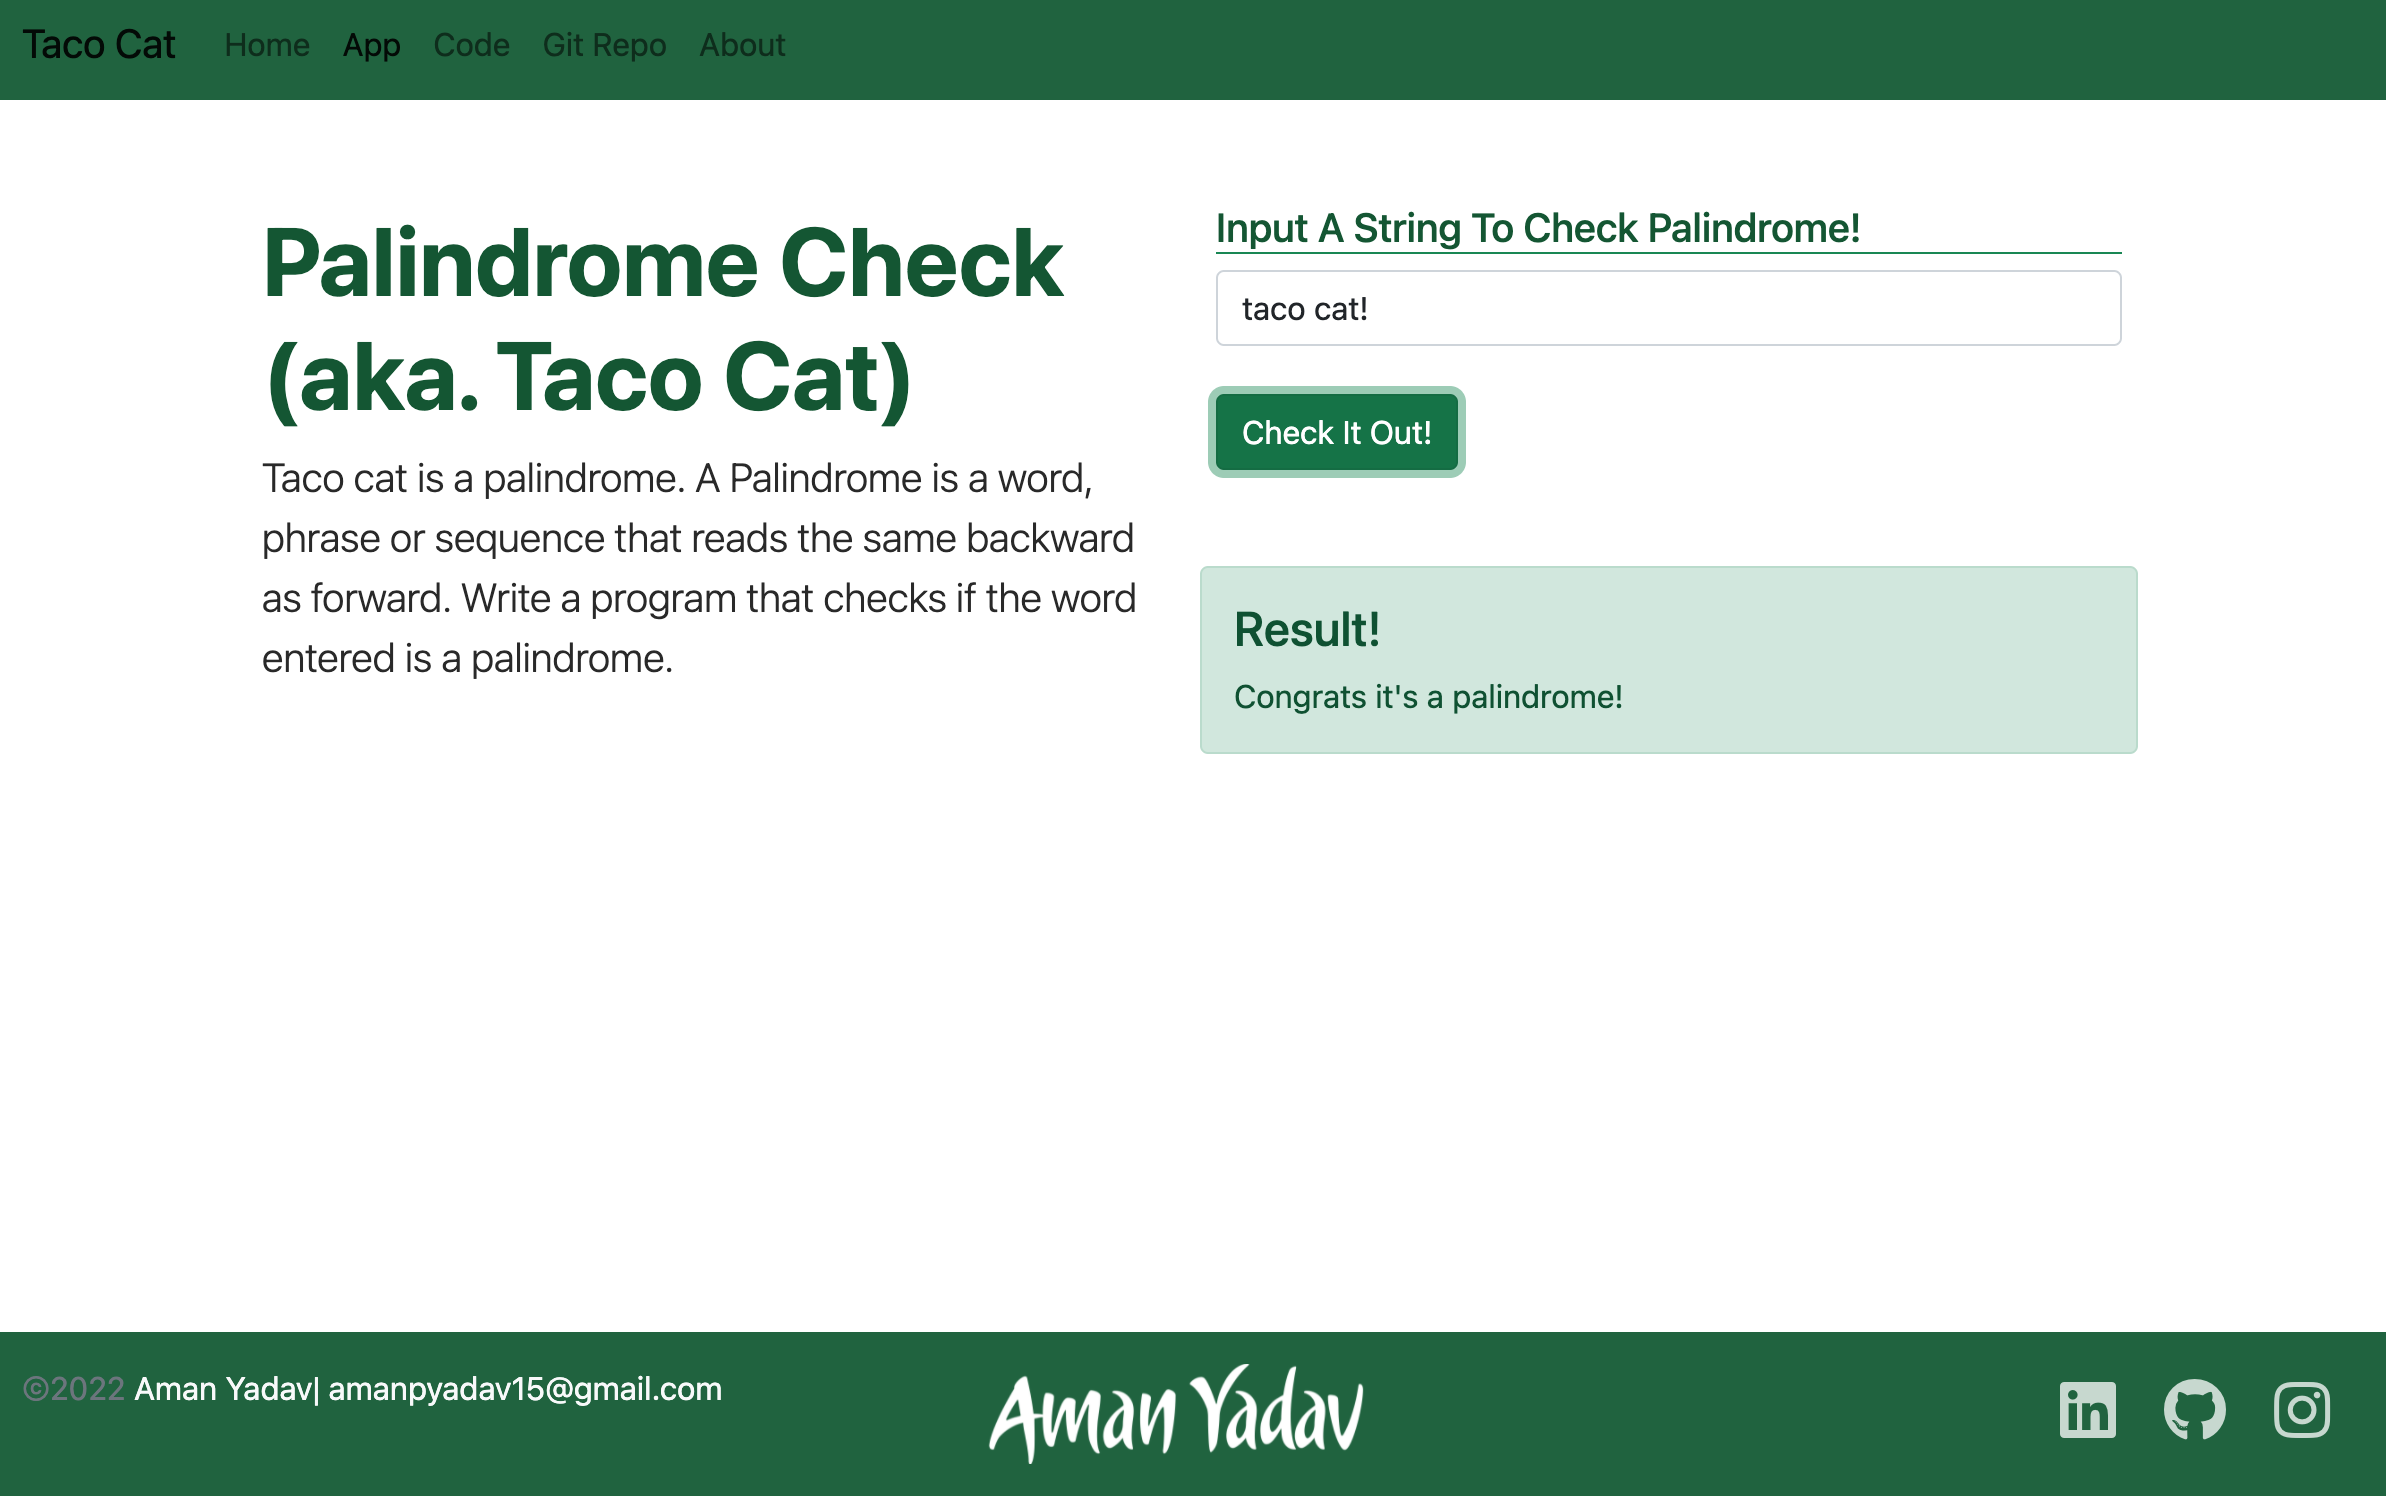 Taco Cat Home App Code Git Repo About
Palindrome Check
(aka. Taco Cat)
Taco cat is a palindrome. A Palindrome is a word,
phrase or sequence that reads the same backward
as forward. Write a program that checks if the word
entered is a palindrome.
Input A String To Check Palindrome!
taco cat!
Check It Out!
Result!
Congrats it's a palindrome!
©2022 Aman Yadav| amanpyadav15@gmail.com
Aman Yadav
in